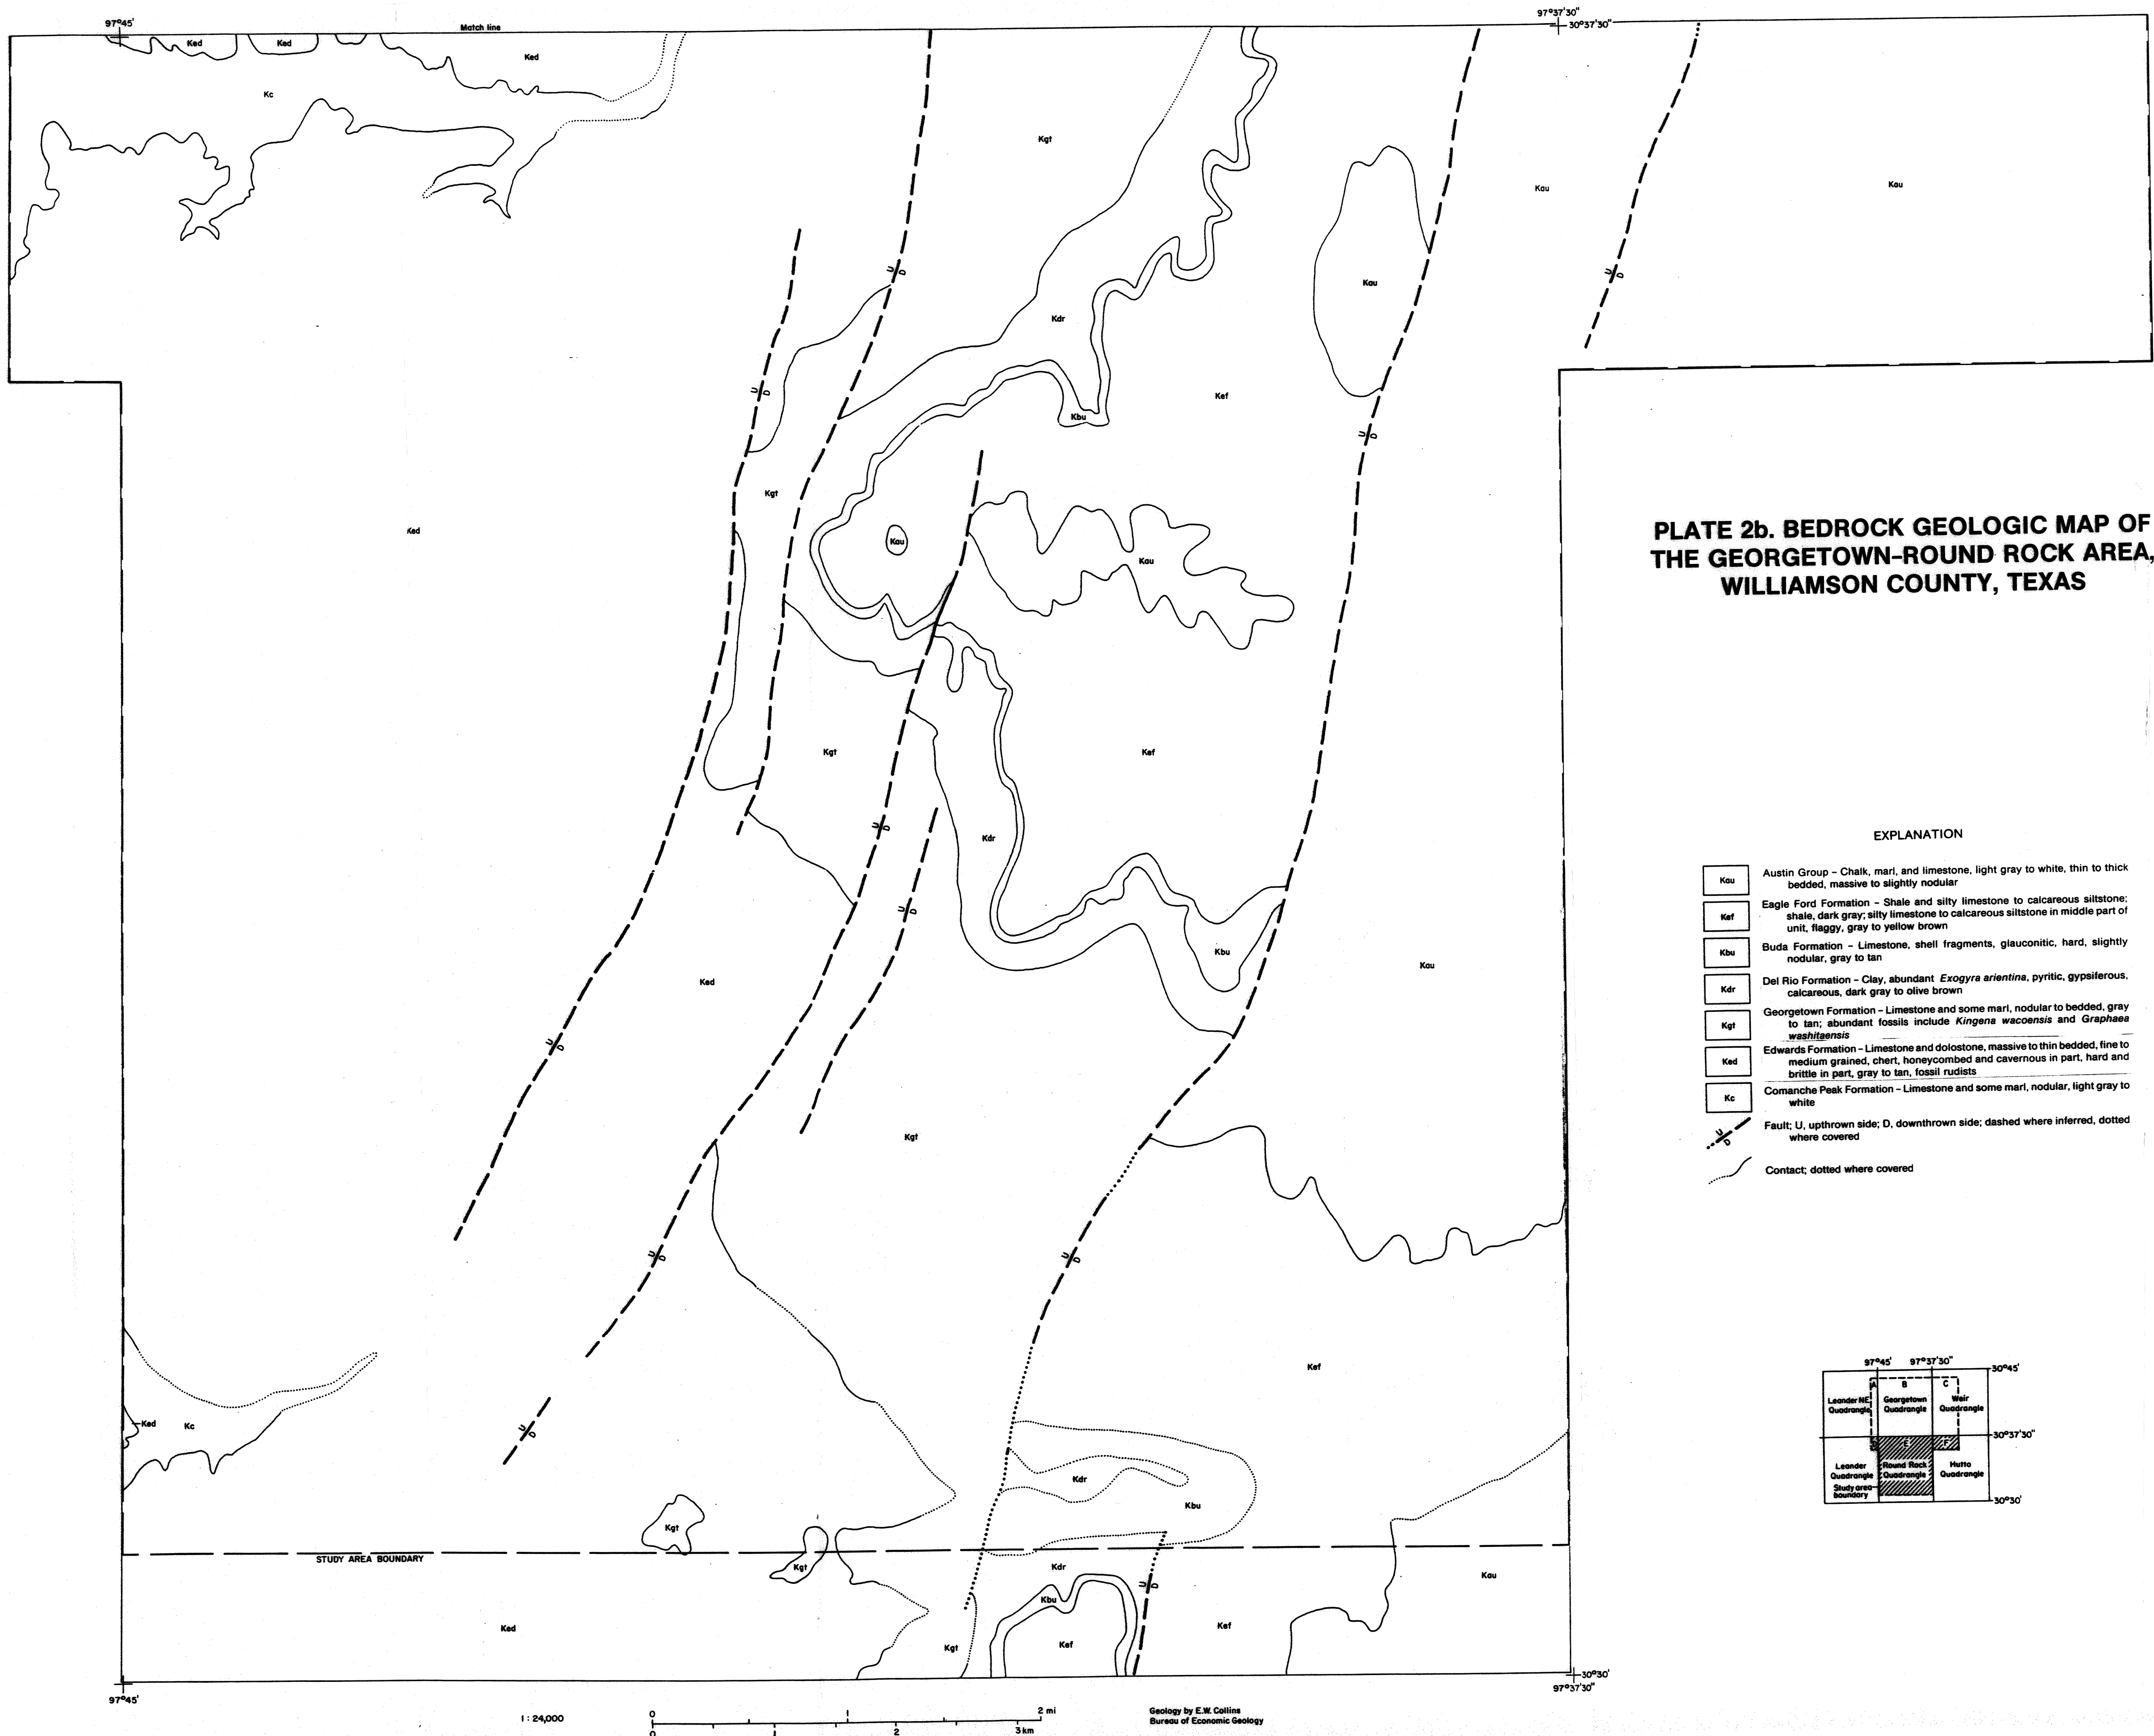 97°45'
Match line
97°37'30"
30°37'30"
Ked
Ked
Ked
Kc
Kgt
Kau
Kau
U
D
U
D
Kau
Kdr
U
D
Kef
Kbu
U
D
Kgt
Ked
Kau
Kau
PLATE 2b. BEDROCK GEOLOGIC MAP OF
THE GEORGETOWN–ROUND ROCK AREA,
WILLIAMSON COUNTY, TEXAS
Kgt
Kef
U
D
Kdr
U
D
Kbu
Kau
Ked
U
D
Kgt
U
D
U
D
Kef
U
D
Ked
Kc
Kdr
Kbu
Kgt
STUDY AREA BOUNDARY
Kgt
Kdr
U
D
Kau
Kbu
Ked
Kgt
Kef
Kef
30°30'
97°45'
97°37'30"
EXPLANATION
Kau
Austin Group – Chalk, marl, and limestone, light gray to white, thin to thick
bedded, massive to slightly nodular
Kef
Eagle Ford Formation – Shale and silty limestone to calcareous siltstone;
shale, dark gray; silty limestone to calcareous siltstone in middle part of
unit, flaggy, gray to yellow brown
Kbu
Buda Formation – Limestone, shell fragments, glauconitic, hard, slightly
nodular, gray to tan
Kdr
Del Rio Formation – Clay, abundant Exogyra arientina, pyritic, gypsiferous,
calcareous, dark gray to olive brown
Kgt
Georgetown Formation – Limestone and some marl, nodular to bedded, gray
to tan; abundant fossils include Kingena wacoensis and Graphaea
washitaensis
Ked
Edwards Formation – Limestone and dolostone, massive to thin bedded, fine to
medium grained, chert, honeycombed and cavernous in part, hard and
brittle in part, gray to tan, fossil rudists
Kc
Comanche Peak Formation – Limestone and some marl, nodular, light gray to
white
U
D
Fault; U, upthrown side; D, downthrown side; dashed where inferred, dotted
where covered
Contact; dotted where covered
97°45' 97°37'30"
30°45'
A B C
Leander NE Georgetown Weir
Quadrangle Quadrangle Quadrangle
30°37'30"
E F
Leander Round Rock Hutto
Quadrangle Quadrangle Quadrangle
Study area
boundary
30°30'
1 : 24,000
0 1 2 mi
0 1 2 3 km
Geology by E.W. Collins
Bureau of Economic Geology